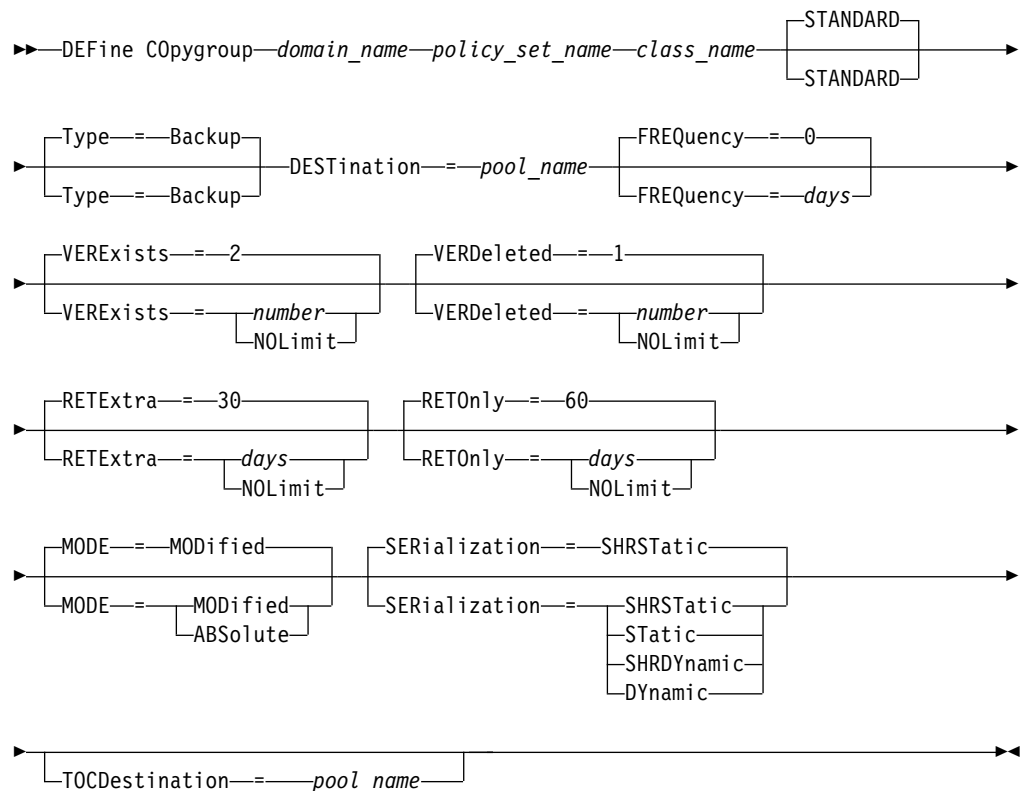 STANDARD
DEFine COpygroup domain_name policy_set_name class_name
STANDARD
Type = Backup FREQuency = 0
DESTination = pool_name
Type = Backup FREQuency = days
VERExists = 2 VERDeleted = 1
VERExists = number VERDeleted = number
NOLimit NOLimit
RETExtra = 30 RETOnly = 60
RETExtra = days RETOnly = days
NOLimit NOLimit
MODE = MODified SERialization = SHRSTatic
MODE = MODified SERialization = SHRSTatic
ABSolute STatic
SHRDYnamic
DYnamic
TOCDestination = pool_name